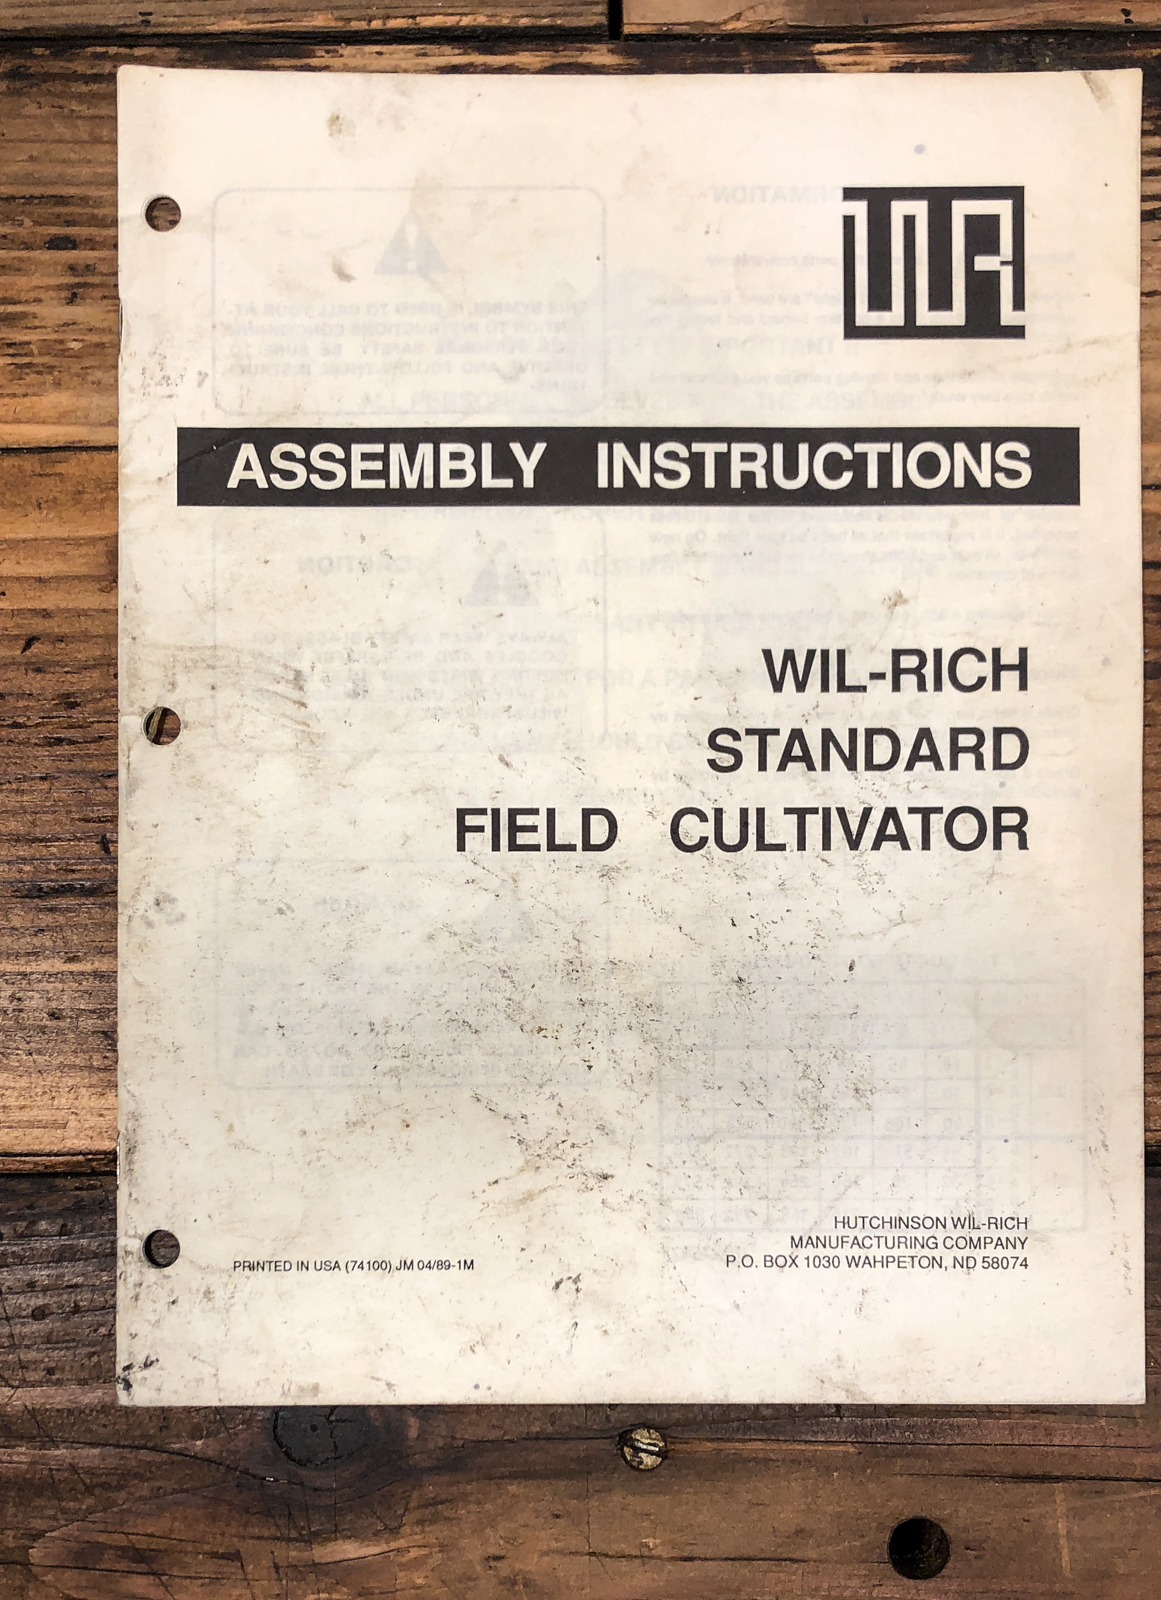 WR
ASSEMBLY INSTRUCTIONS
WIL-RICH
STANDARD
FIELD CULTIVATOR
HUTCHINSON WIL-RICH
MANUFACTURING COMPANY
P.O. BOX 1030 WAHPETON, ND 58074
PRINTED IN USA (74100) JM 04/89-1M